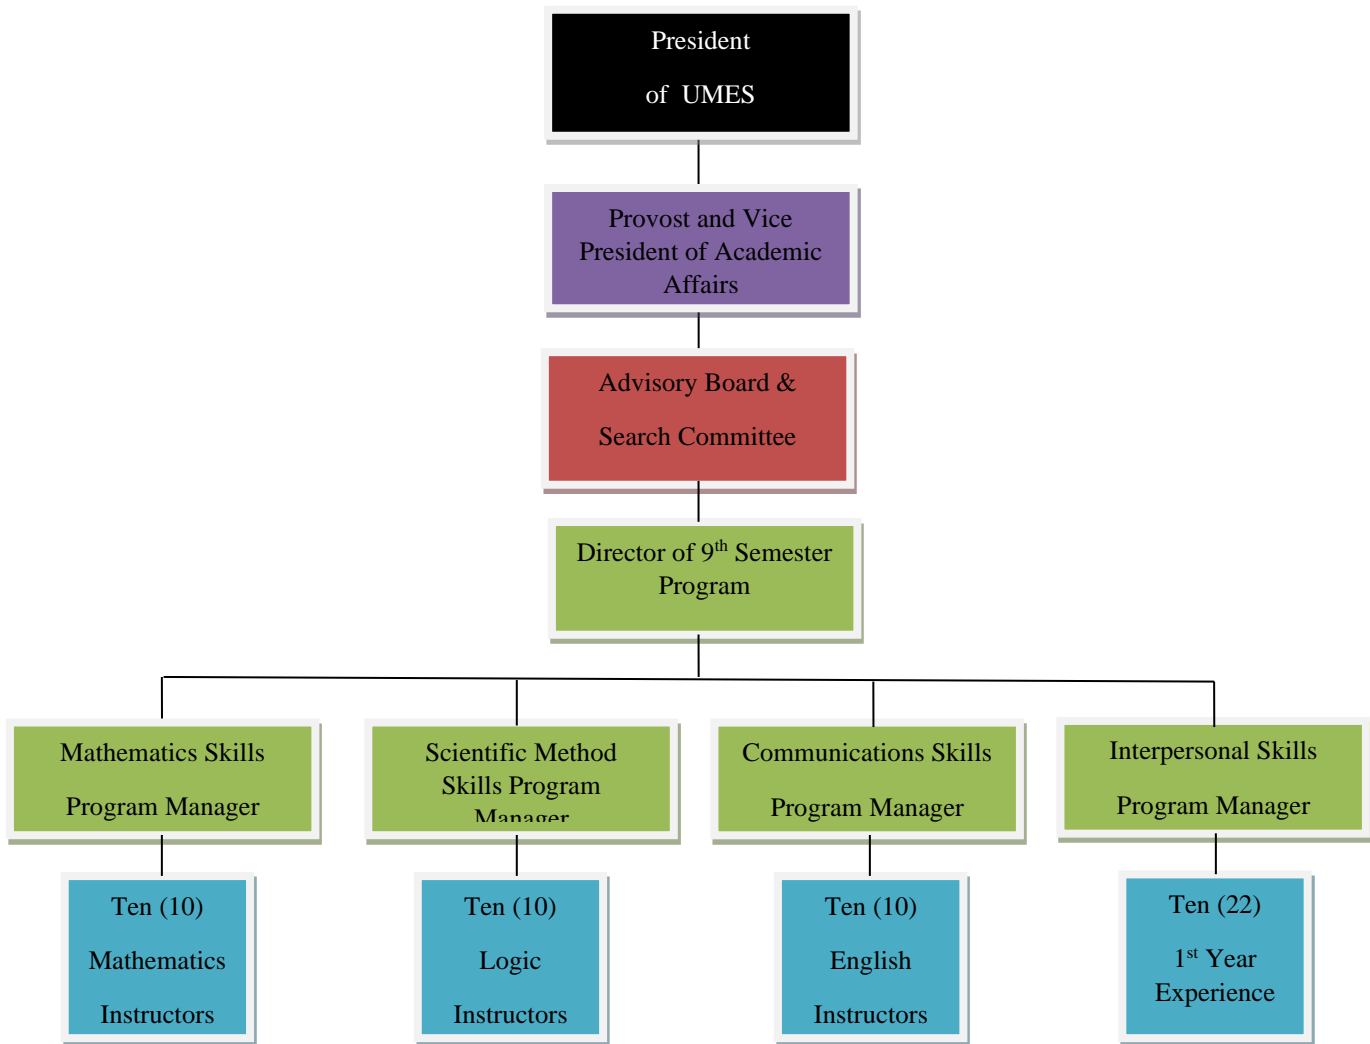 President
of UMES
Provost and Vice
President of Academic
Affairs
Advisory Board &
Search Committee
Director of 9th Semester
Program
Mathematics Skills
Program Manager
Scientific Method
Skills Program
Manager
Communications Skills
Program Manager
Interpersonal Skills
Program Manager
Ten (10)
Mathematics
Instructors
Ten (10)
Logic
Instructors
Ten (10)
English
Instructors
Ten (22)
1st Year
Experience